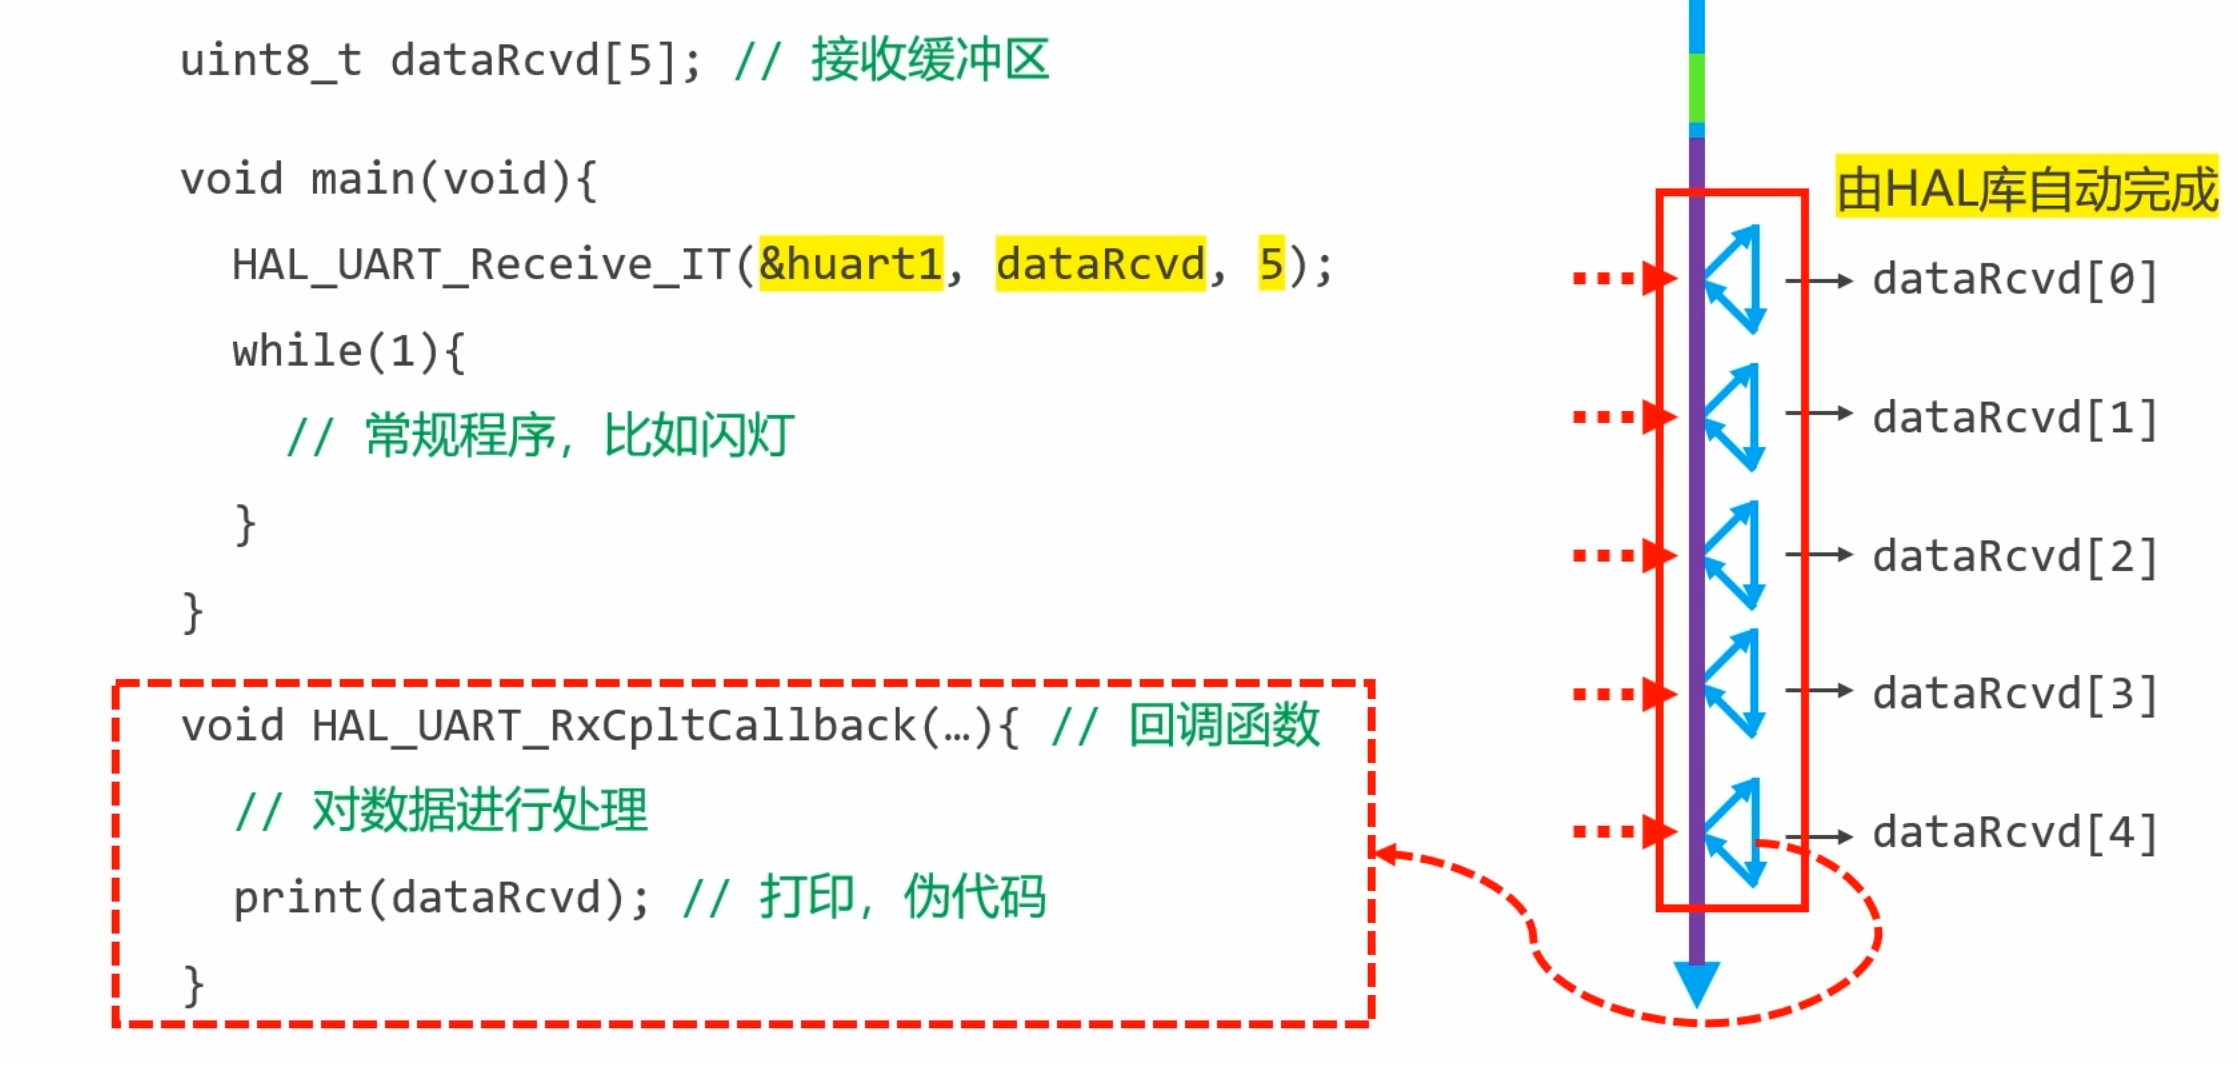 uint8_t dataRcvd[5]; // 接收缓冲区
void main(void){
HAL_UART_Receive_IT(&huart1, dataRcvd, 5);
while(1){
// 常规程序，比如闪灯
}
}
void HAL_UART_RxCpltCallback(…){ // 回调函数
// 对数据进行处理
print(dataRcvd); // 打印，伪代码
}
由HAL库自动完成
dataRcvd[0]
dataRcvd[1]
dataRcvd[2]
dataRcvd[3]
dataRcvd[4]